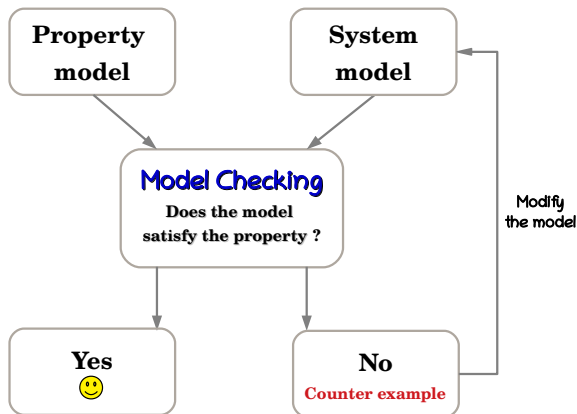 Property
model
System
model
Model Checking
Does the model
satisfy the property ?
Modify
the model
Yes
No
Counter example